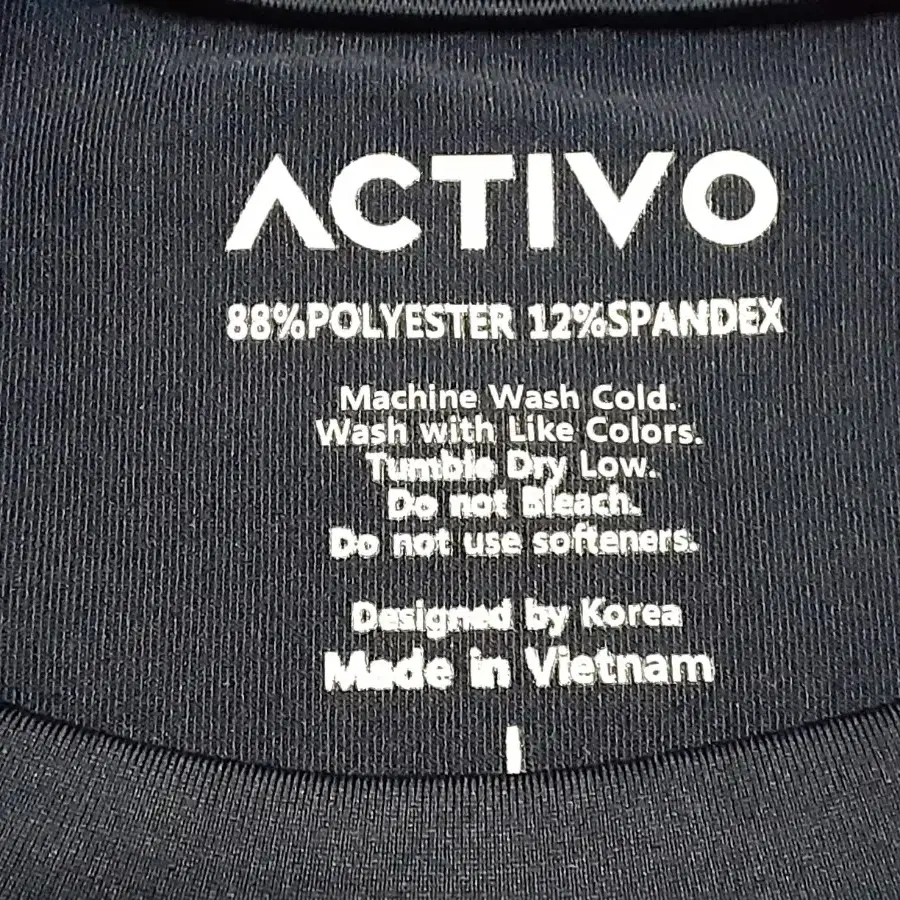 ACTIVO
88%POLYESTER 12%SPANDEX
Machine Wash Cold.
Wash with Like Colors.
Tumble Dry Low.
Do not Bleach.
Do not use softeners.
Designed by Korea
Made in Vietnam